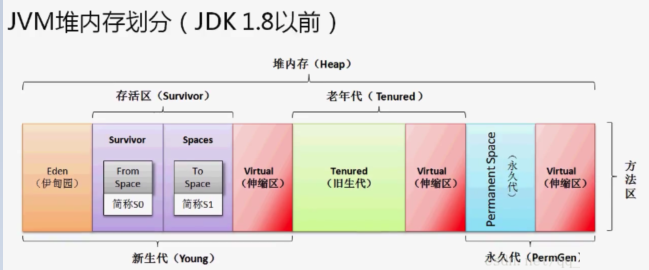 JVM堆内存划分（JDK 1.8以前）
堆内存（Heap）
存活区（Survivor）
老年代（Tenured）
Eden
（伊甸园）
Survivor
From
Space
简称S0
Spaces
To
Space
简称S1
Virtual
（伸缩区）
Tenured
（旧生代）
Virtual
（伸缩区）
Permanent Space
（永久代）
Virtual
（伸缩区）
方法区
新生代（Young）
永久代（PermGen）